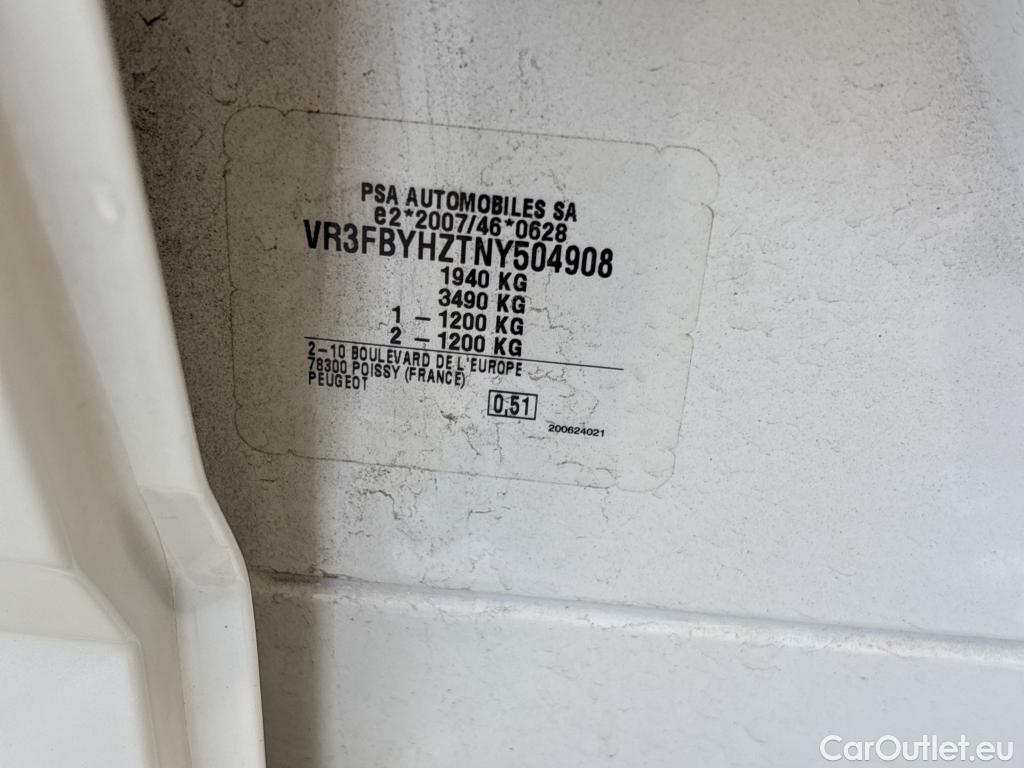 PSA AUTOMOBILES SA
e2*2007/46*0628
VR3FBYHZTNY504908
1940 KG
3490 KG
1 – 1200 KG
2 – 1200 KG
2–10 BOULEVARD DE L'EUROPE
78300 POISSY (FRANCE)
PEUGEOT
0,51
200624021
CarOutlet.eu